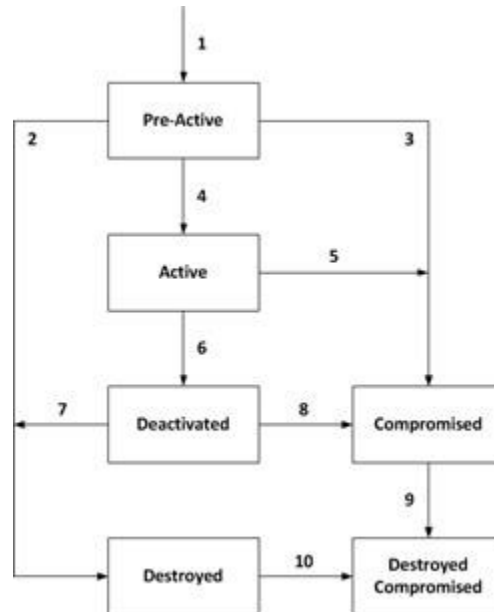 1
Pre-Active
2
3
4
Active
5
6
7
Deactivated
8
Compromised
9
Destroyed
10
Destroyed
Compromised